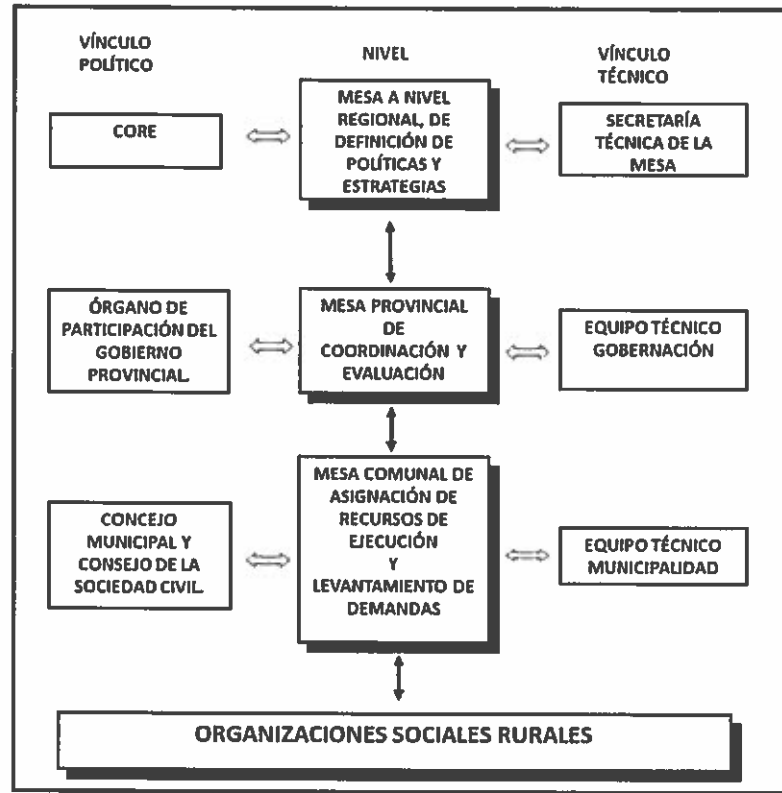 VÍNCULO
POLÍTICO
NIVEL
VÍNCULO
TÉCNICO
CORE
MESA A NIVEL
REGIONAL, DE
DEFINICIÓN DE
POLÍTICAS Y
ESTRATEGIAS
SECRETARÍA
TÉCNICA DE LA
MESA
ÓRGANO DE
PARTICIPACIÓN DEL
GOBIERNO
PROVINCIAL.
MESA PROVINCIAL
DE
COORDINACIÓN Y
EVALUACIÓN
EQUIPO TÉCNICO
GOBERNACIÓN
CONCEJO
MUNICIPAL Y
CONSEJO DE LA
SOCIEDAD CIVIL.
MESA COMUNAL DE
ASIGNACIÓN DE
RECURSOS DE
EJECUCIÓN
Y
LEVANTAMIENTO DE
DEMANDAS
EQUIPO TÉCNICO
MUNICIPALIDAD
ORGANIZACIONES SOCIALES RURALES